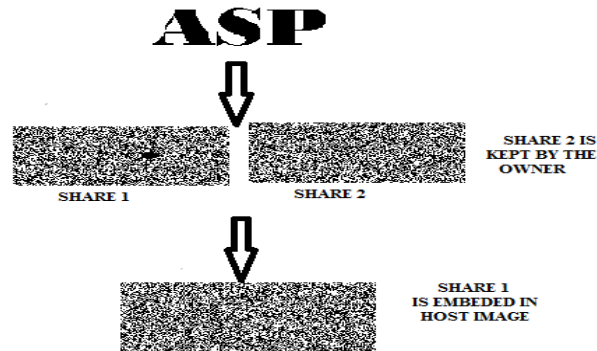 ASP
SHARE 2 IS
KEPT BY THE
OWNER
SHARE 1
SHARE 2
SHARE 1
IS EMBEDED IN
HOST IMAGE